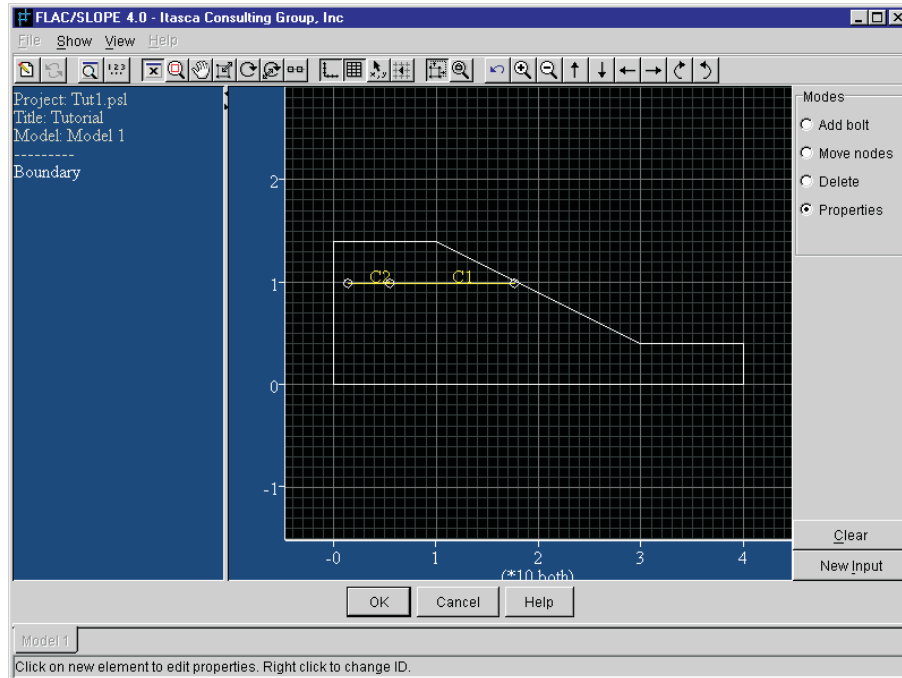 FLAC/SLOPE 4.0 - Itasca Consulting Group, Inc
File Show View Help
123
x,y
Project: Tut1.psl
Title: Tutorial
Model: Model 1
---------
Boundary
2
1
0
-1
C2 C1
-0 1 2 3 4
(*10 both)
Modes
Add bolt
Move nodes
Delete
Properties
Clear
New Input
OK Cancel Help
Model 1
Click on new element to edit properties. Right click to change ID.